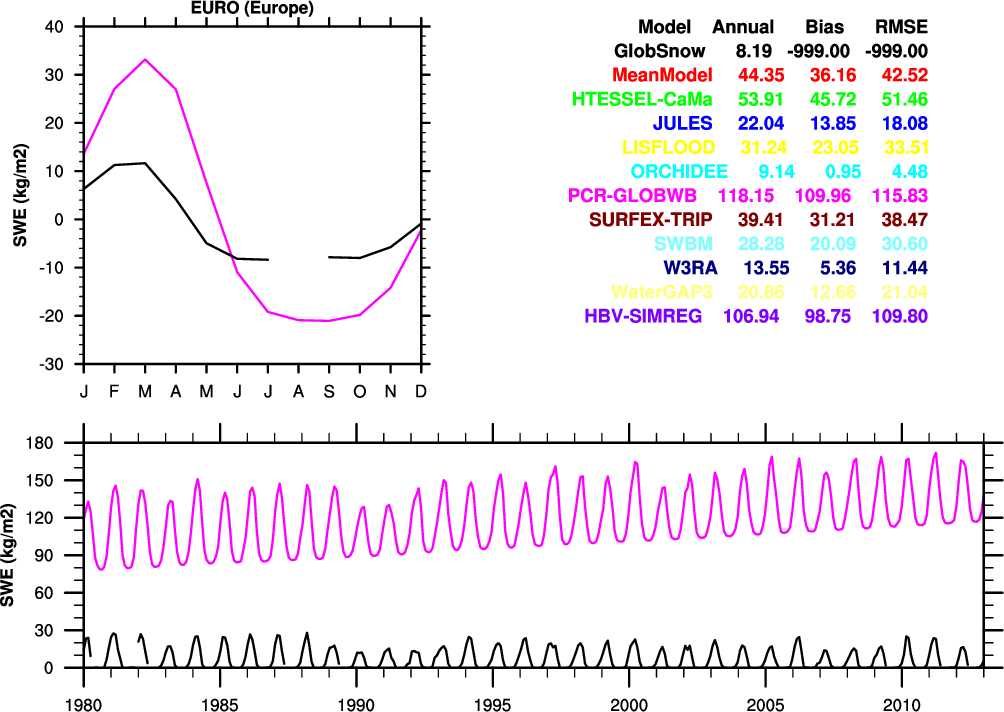 EURO (Europe)
40
30
20
10
0
-10
-20
-30
SWE (kg/m2)
J F M A M J J A S O N D
Model Annual Bias RMSE
GlobSnow 8.19 -999.00 -999.00
MeanModel 44.35 36.16 42.52
HTESSEL-CaMa 53.91 45.72 51.46
JULES 22.04 13.85 18.08
LISFLOOD 31.24 23.05 33.51
ORCHIDEE 9.14 0.95 4.48
PCR-GLOBWB 118.15 109.96 115.83
SURFEX-TRIP 39.41 31.21 38.47
SWBM 28.28 20.09 30.60
W3RA 13.55 5.36 11.44
WaterGAP3 20.86 12.66 21.04
HBV-SIMREG 106.94 98.75 109.80
180
150
120
90
60
30
0
SWE (kg/m2)
1980 1985 1990 1995 2000 2005 2010